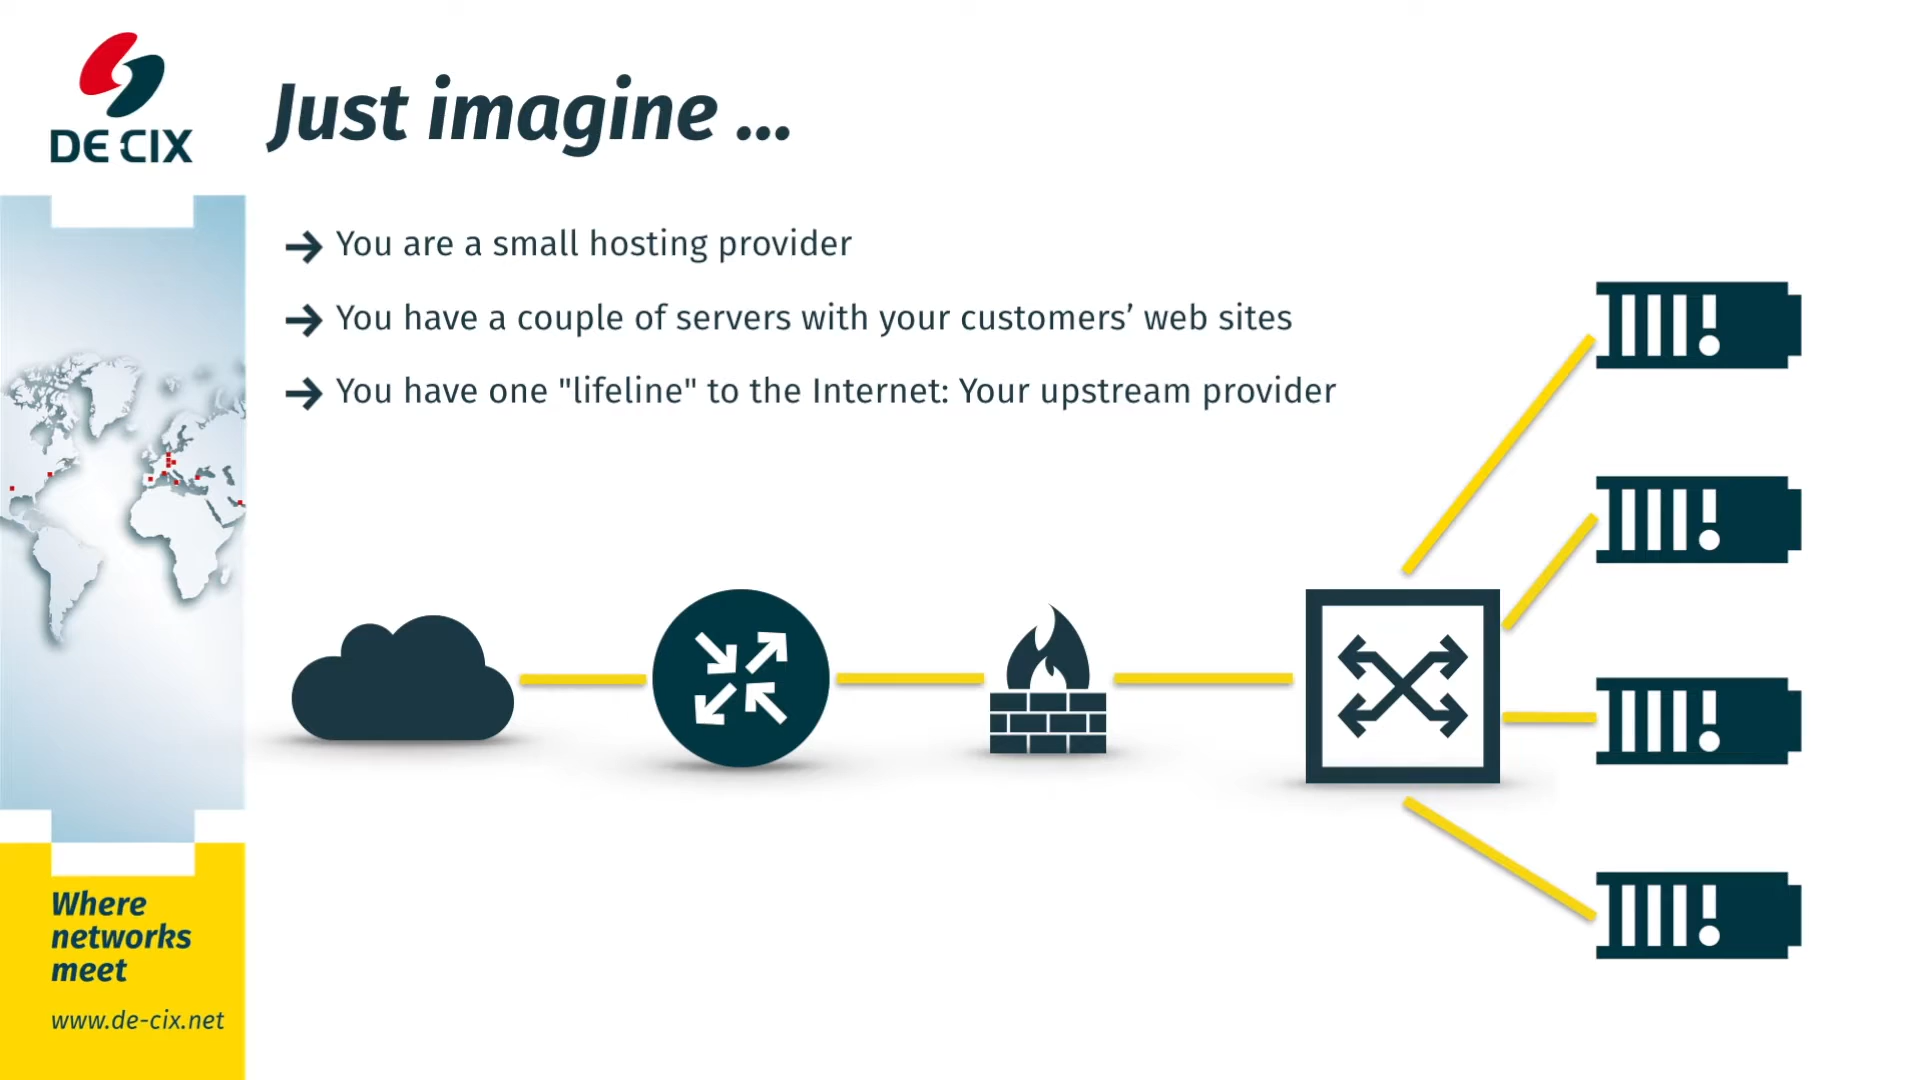 DE CIX
Just imagine ...
You are a small hosting provider
You have a couple of servers with your customers’ web sites
You have one "lifeline" to the Internet: Your upstream provider
Where
networks
meet
www.de-cix.net